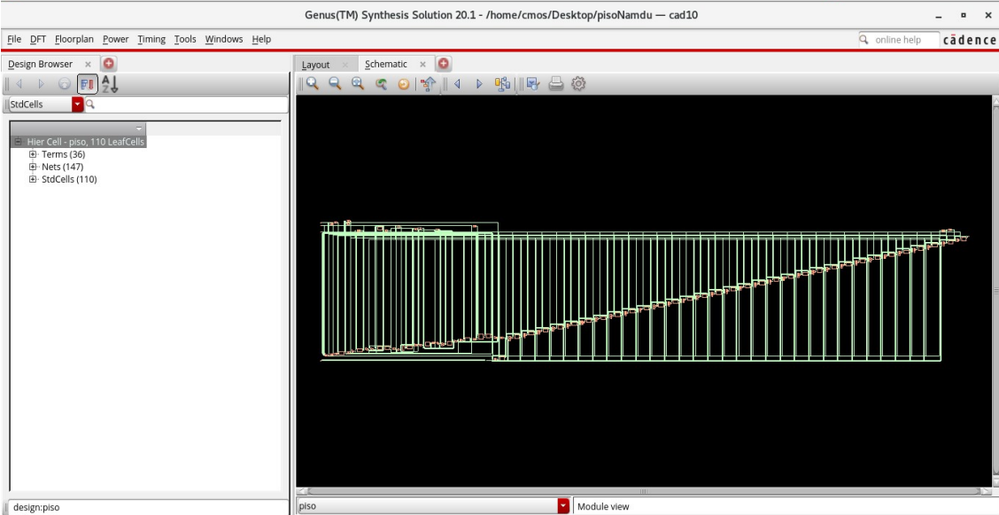 Genus(TM) Synthesis Solution 20.1 - /home/cmos/Desktop/pisoNamdu — cad10
File DFT Floorplan Power Timing Tools Windows Help
online help
cādence
Design Browser
Layout
Schematic
StdCells
Hier Cell - piso, 110 LeafCells
Terms (36)
Nets (147)
StdCells (110)
design:piso
piso
Module view